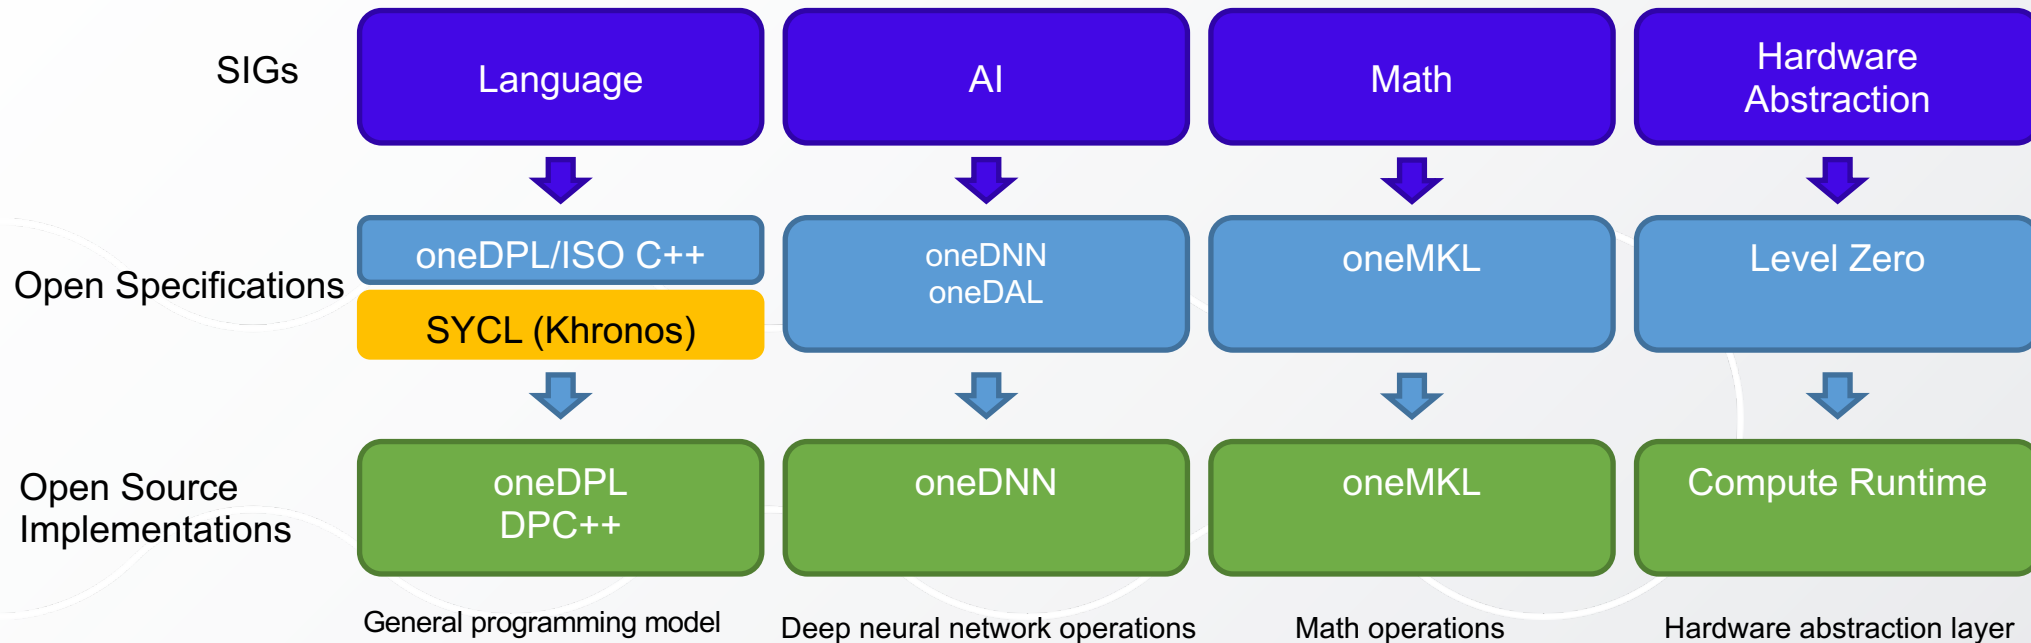 SIGs
Language
AI
Math
Hardware
Abstraction
Open Specifications
oneDPL/ISO C++
SYCL (Khronos)
oneDNN
oneDAL
oneMKL
Level Zero
Open Source
Implementations
oneDPL
DPC++
oneDNN
oneMKL
Compute Runtime
General programming model
Deep neural network operations
Math operations
Hardware abstraction layer